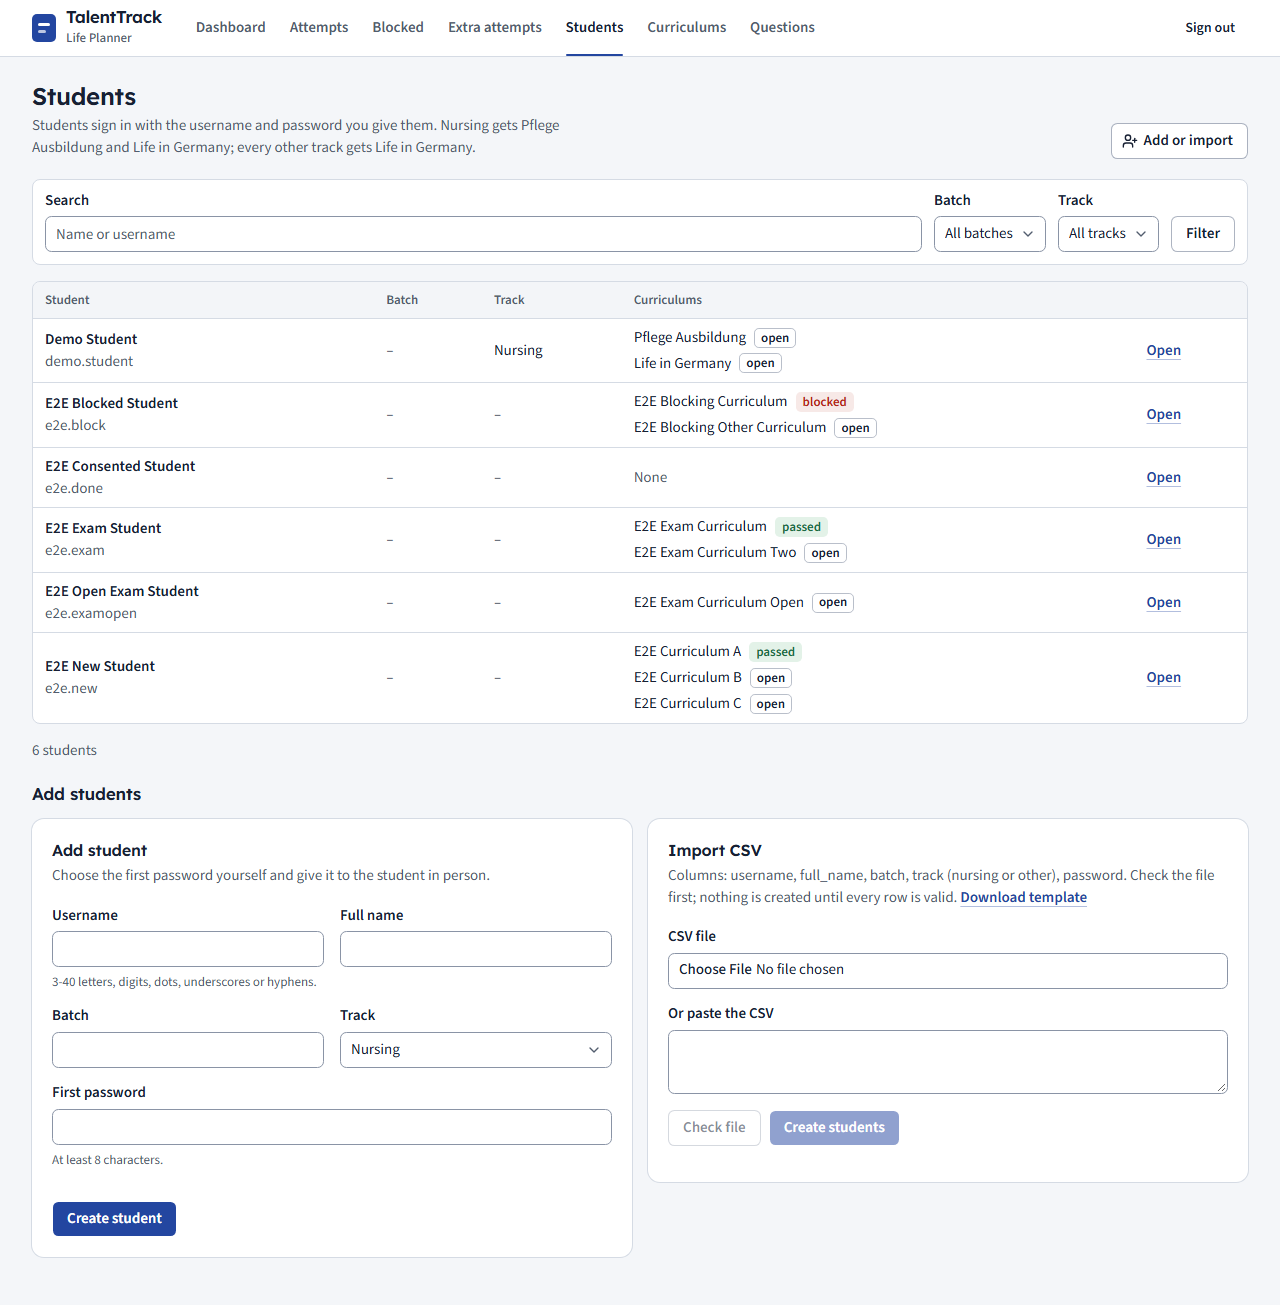 TalentTrack
Life Planner
Dashboard
Attempts
Blocked
Extra attempts
Students
Curriculums
Questions
Sign out
Students
Students sign in with the username and password you give them. Nursing gets Pflege
Ausbildung and Life in Germany; every other track gets Life in Germany.
Add or import
Search
Batch
Track
Name or username
All batches
All tracks
Filter
Student
Batch
Track
Curriculums
Demo Student
demo.student
–
Nursing
Pflege Ausbildung open
Life in Germany open
Open
E2E Blocked Student
e2e.block
–
–
E2E Blocking Curriculum blocked
E2E Blocking Other Curriculum open
Open
E2E Consented Student
e2e.done
–
–
None
Open
E2E Exam Student
e2e.exam
–
–
E2E Exam Curriculum passed
E2E Exam Curriculum Two open
Open
E2E Open Exam Student
e2e.examopen
–
–
E2E Exam Curriculum Open open
Open
E2E New Student
e2e.new
–
–
E2E Curriculum A passed
E2E Curriculum B open
E2E Curriculum C open
Open
6 students
Add students
Add student
Choose the first password yourself and give it to the student in person.
Username
Full name
3-40 letters, digits, dots, underscores or hyphens.
Batch
Track
Nursing
First password
At least 8 characters.
Create student
Import CSV
Columns: username, full_name, batch, track (nursing or other), password. Check the file
first; nothing is created until every row is valid. Download template
CSV file
Choose File No file chosen
Or paste the CSV
Check file
Create students